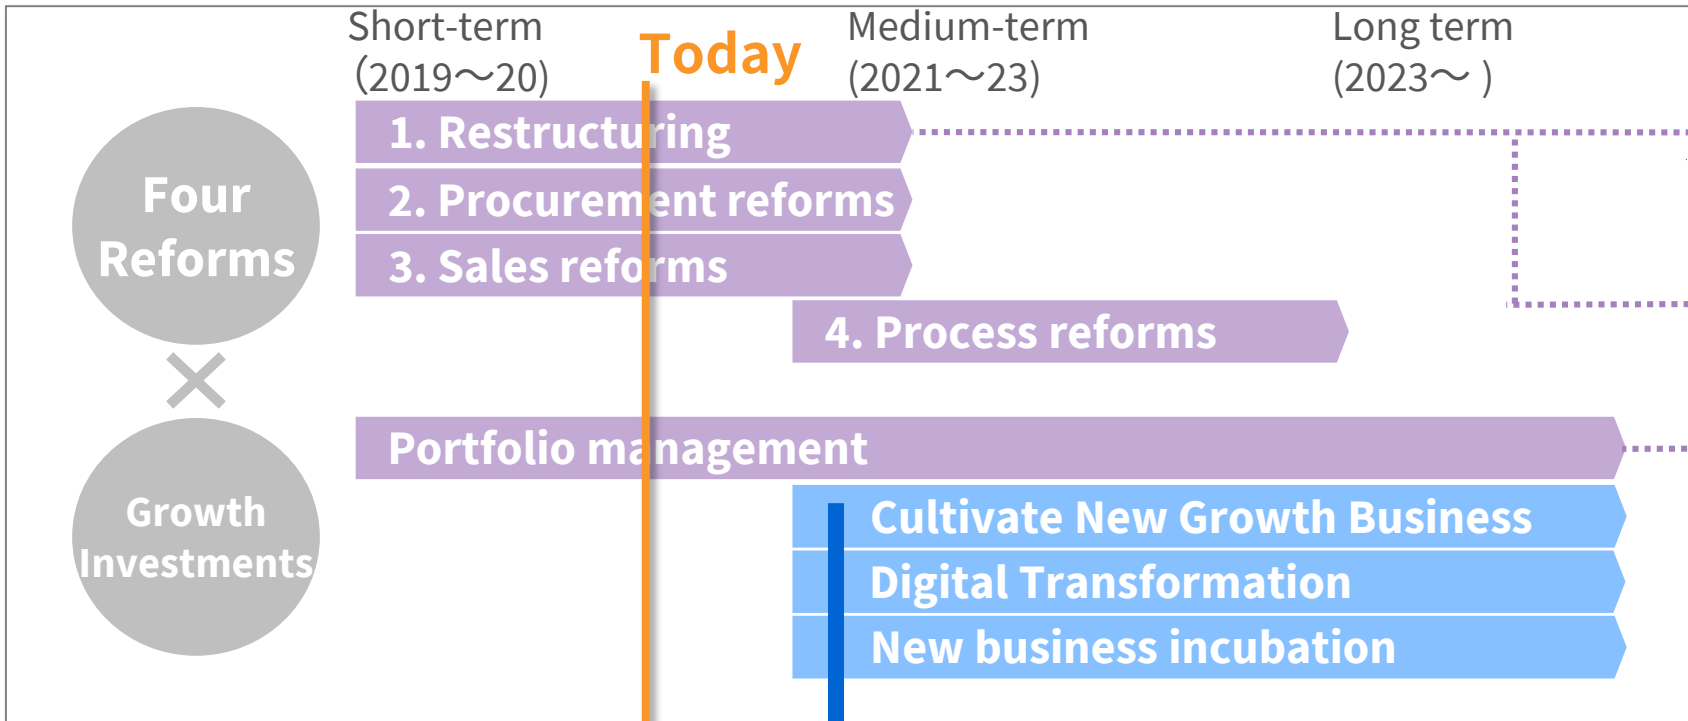 Short-term
（2019～20)
Today
Medium-term
(2021～23)
Long term
(2023～ )
Four
Reforms
1. Restructuring
2. Procurement reforms
3. Sales reforms
4. Process reforms
×
Growth
Investments
Portfolio management
Cultivate New Growth Business
Digital Transformation
New business incubation